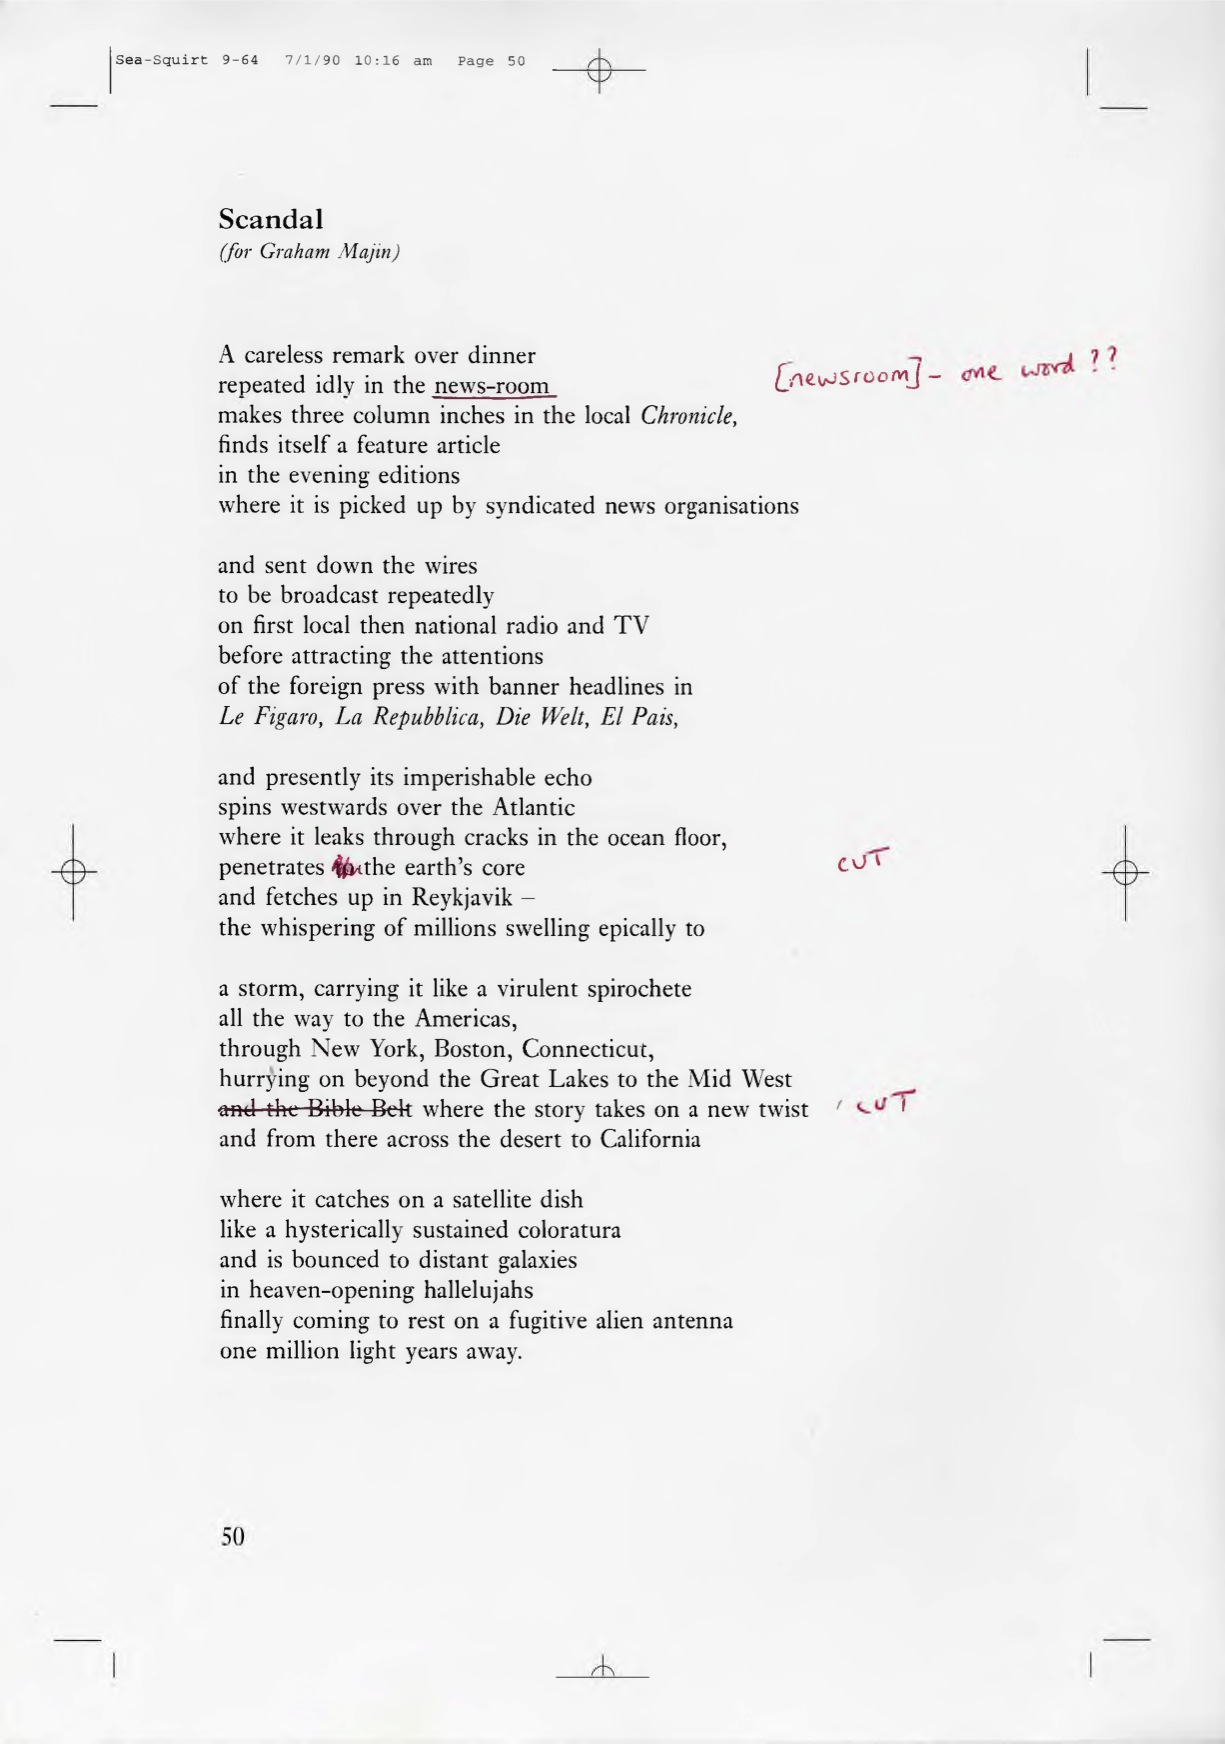 Sea-Squirt 9-64 7/1/90 10:16 am Page 50
Scandal
(for Graham Majin)
A careless remark over dinner
repeated idly in the news-room [newsroom] - one word ??
makes three column inches in the local Chronicle,
finds itself a feature article
in the evening editions
where it is picked up by syndicated news organisations
and sent down the wires
to be broadcast repeatedly
on first local then national radio and TV
before attracting the attentions
of the foreign press with banner headlines in
Le Figaro, La Repubblica, Die Welt, El Pais,
and presently its imperishable echo
spins westwards over the Atlantic
where it leaks through cracks in the ocean floor,
penetrates the earth's core CUT
and fetches up in Reykjavik –
the whispering of millions swelling epically to
a storm, carrying it like a virulent spirochete
all the way to the Americas,
through New York, Boston, Connecticut,
hurrying on beyond the Great Lakes to the Mid West
and the Bible Belt where the story takes on a new twist / CUT
and from there across the desert to California
where it catches on a satellite dish
like a hysterically sustained coloratura
and is bounced to distant galaxies
in heaven-opening hallelujahs
finally coming to rest on a fugitive alien antenna
one million light years away.
50